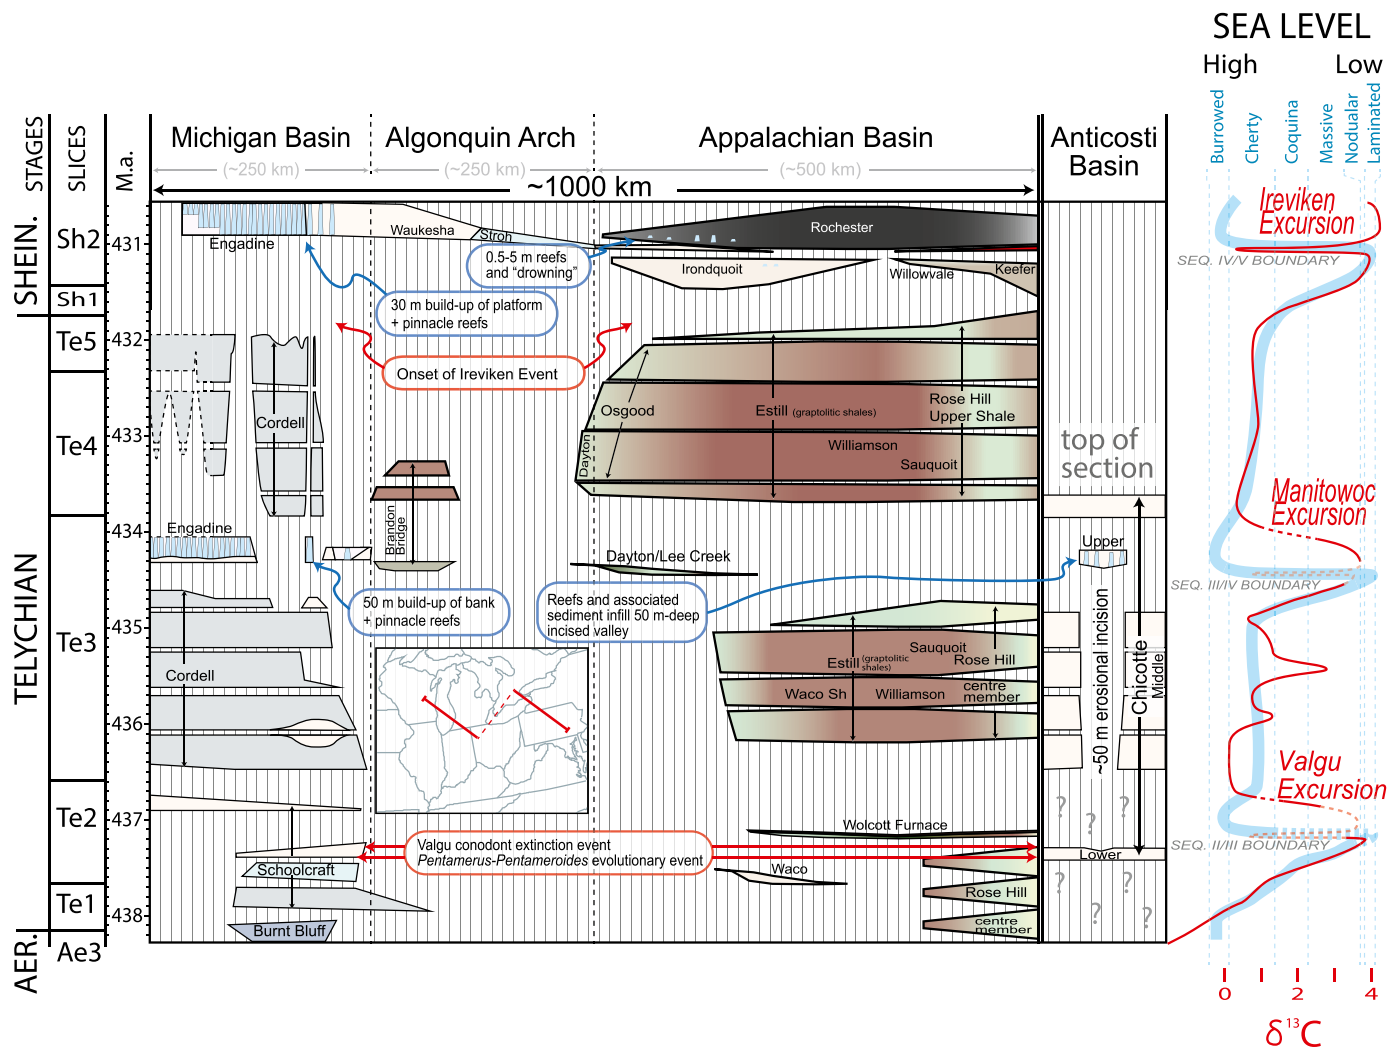 SEA LEVEL
High
Low
Burrowed
Cherty
Coquina
Massive
Nodualar
Laminated
STAGES
SLICES
M.a.
Michigan Basin
Algonquin Arch
Appalachian Basin
Anticosti
Basin
(~250 km)
(~250 km)
(~500 km)
~1000 km
SHEIN.
TELYCHIAN
AER.
Sh2
Sh1
Te5
Te4
Te3
Te2
Te1
Ae3
431
432
433
434
435
436
437
438
Engadine
Waukesha
Stroh
Rochester
0.5-5 m reefs
and “drowning”
Irondquoit
Willowvale
Keefer
30 m build-up of platform
+ pinnacle reefs
Onset of Ireviken Event
Cordell
Osgood
Dayton
Estill (graptolitic shales)
Rose Hill
Upper Shale
Williamson
Sauquoit
top of
section
Brandon
Bridge
Engadine
Dayton/Lee Creek
Upper
50 m build-up of bank
+ pinnacle reefs
Reefs and associated
sediment infill 50 m-deep
incised valley
Cordell
Sauquoit
Estill (graptolitic
shales)
Rose Hill
Waco Sh
Williamson
centre
member
~50 m erosional incision
Chicotte
Middle
? ? ?
Wolcott Furnace
Valgu conodont extinction event
Pentamerus-Pentameroides evolutionary event
Lower
Schoolcraft
Waco
Rose Hill
centre
member
Burnt Bluff
? ? ? ?
Ireviken
Excursion
SEQ. IV/V BOUNDARY
Manitowoc
Excursion
SEQ. III/IV BOUNDARY
Valgu
Excursion
SEQ. II/III BOUNDARY
0
2
4
δ¹³C